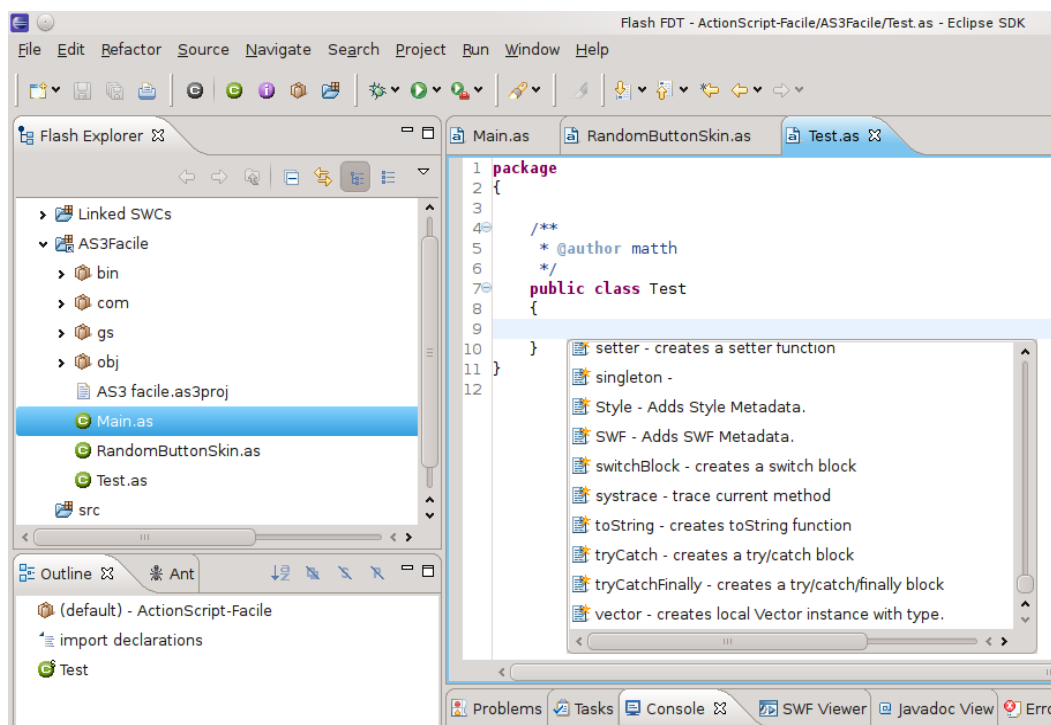 Flash FDT - ActionScript-Facile/AS3Facile/Test.as - Eclipse SDK
File Edit Refactor Source Navigate Search Project Run Window Help
Flash Explorer
Linked SWCs
AS3Facile
bin
com
gs
obj
AS3 facile.as3proj
Main.as
RandomButtonSkin.as
Test.as
src
Outline Ant
(default) - ActionScript-Facile
import declarations
Test
Main.as RandomButtonSkin.as Test.as
1 package
2 {
3
4 /**
5 * @author matth
6 */
7 public class Test
8 {
9
10 }
11 }
12
setter - creates a setter function
singleton -
Style - Adds Style Metadata.
SWF - Adds SWF Metadata.
switchBlock - creates a switch block
systrace - trace current method
toString - creates toString function
tryCatch - creates a try/catch block
tryCatchFinally - creates a try/catch/finally block
vector - creates local Vector instance with type.
Problems Tasks Console SWF Viewer Javadoc View Erro